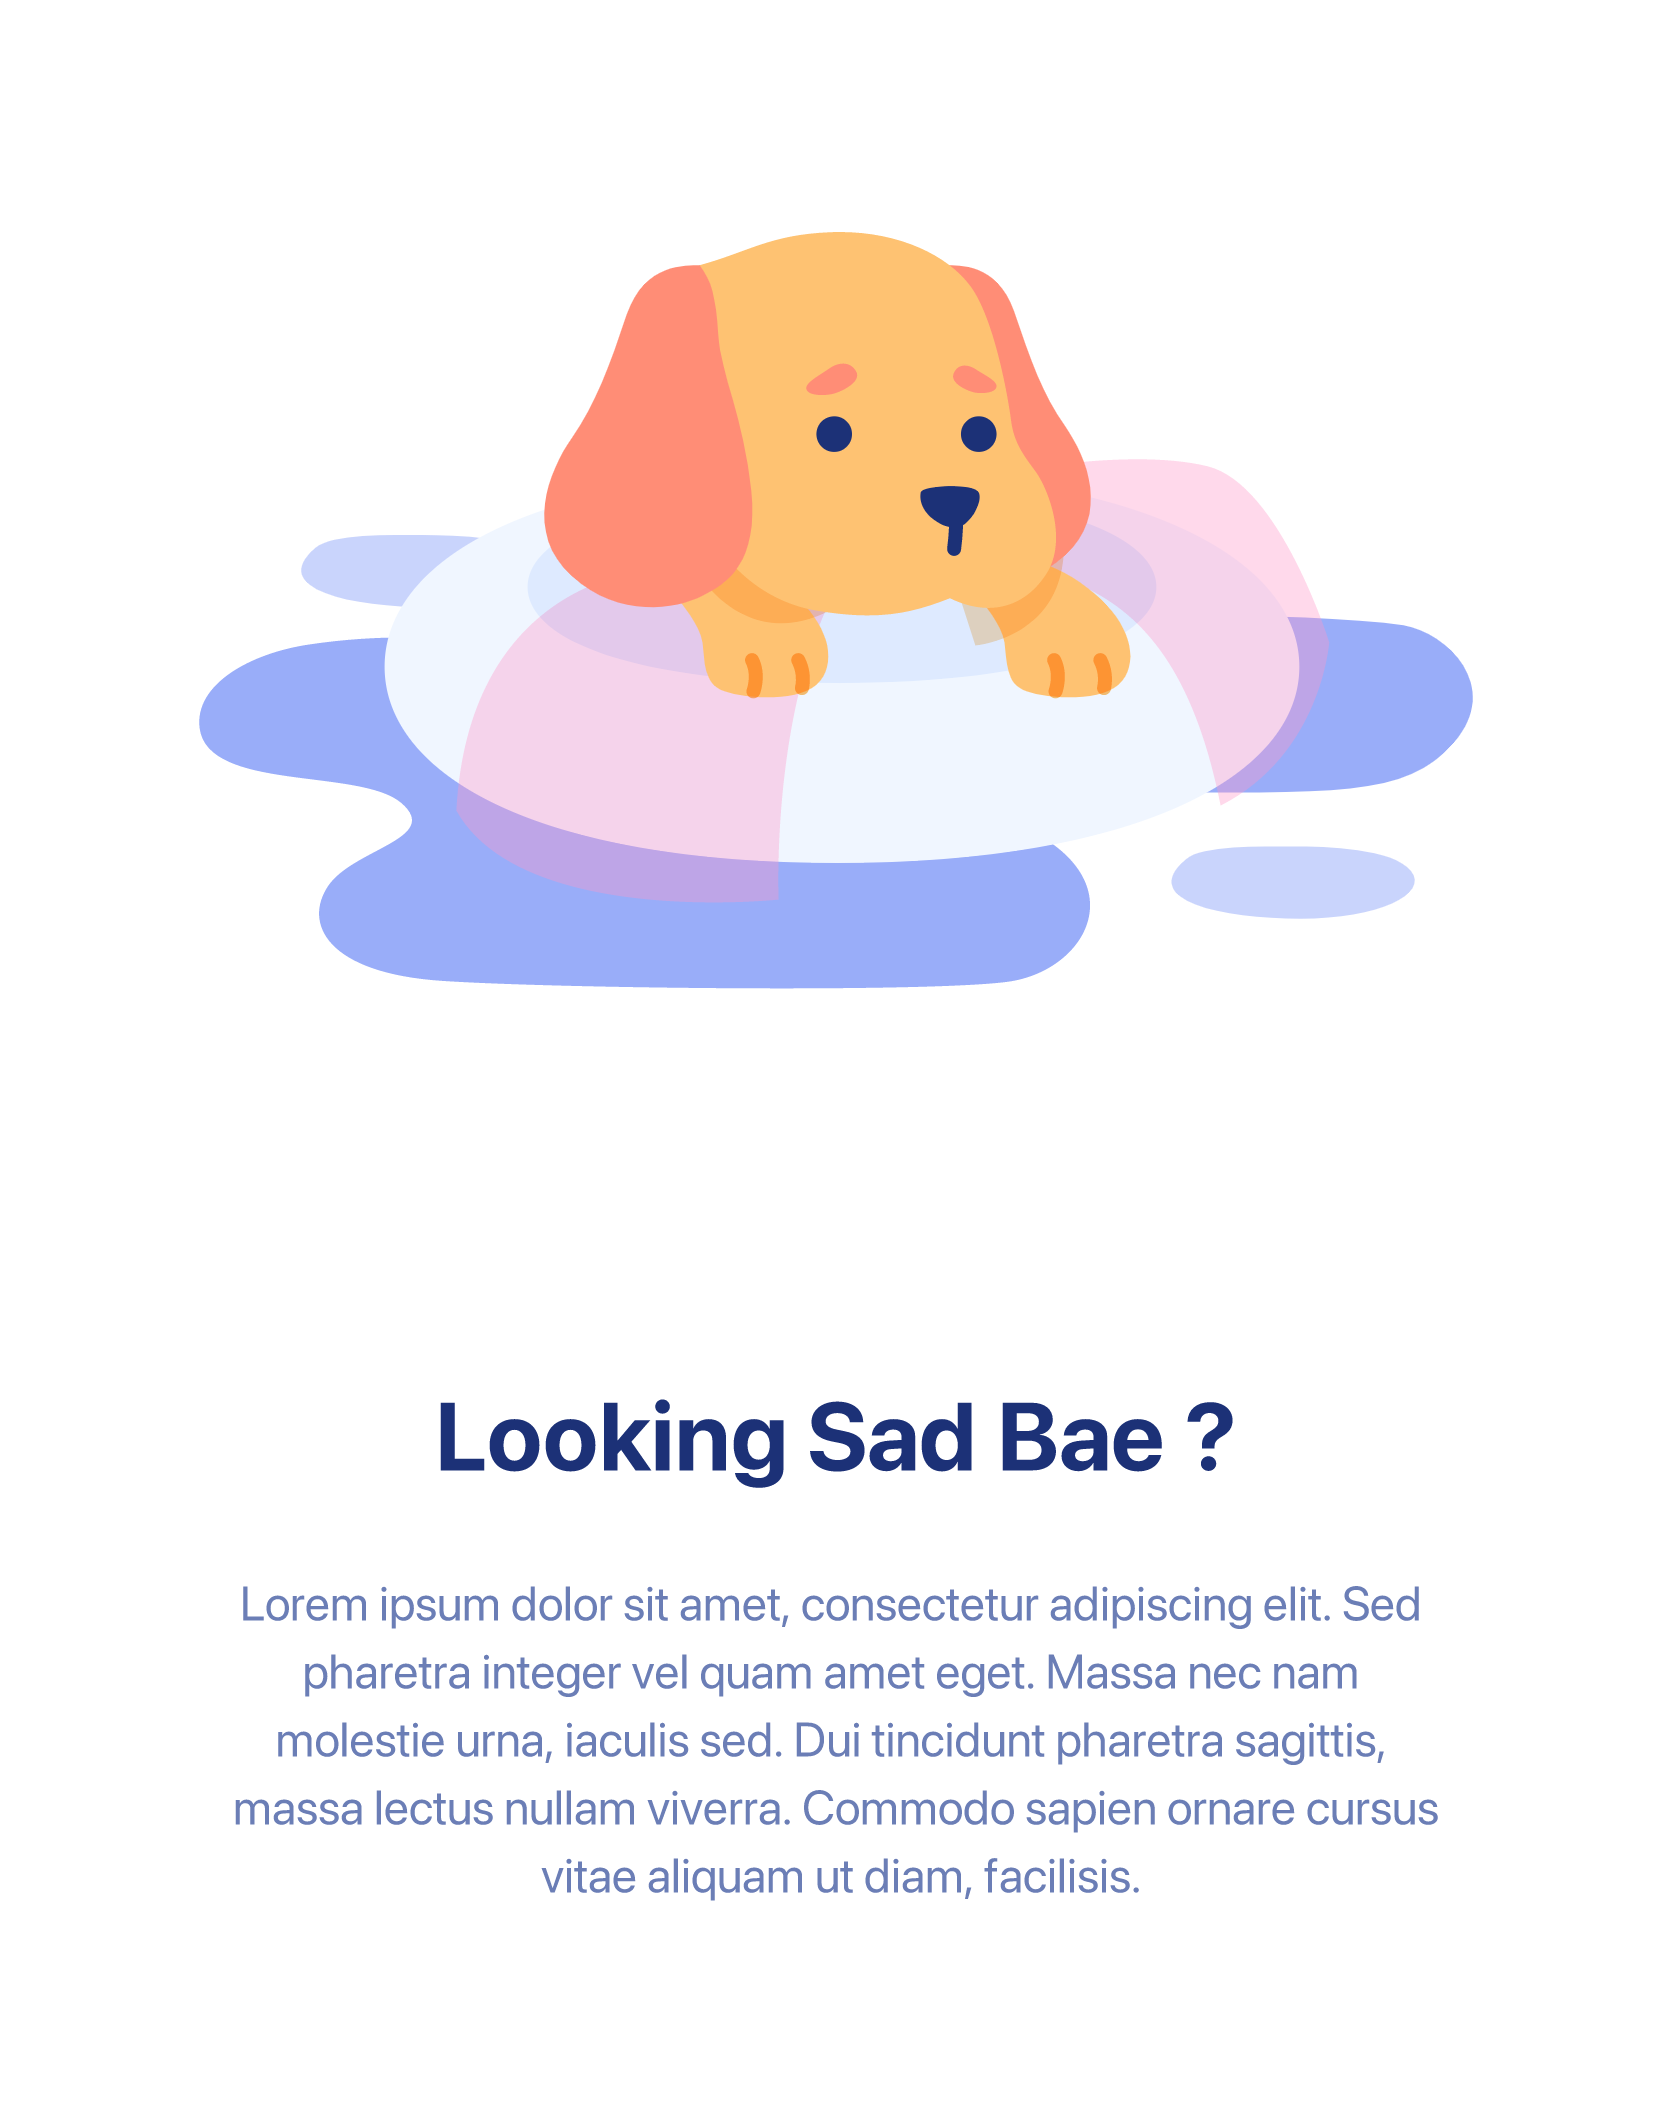 Looking Sad Bae ?
Lorem ipsum dolor sit amet, consectetur adipiscing elit. Sed
pharetra integer vel quam amet eget. Massa nec nam
molestie urna, iaculis sed. Dui tincidunt pharetra sagittis,
massa lectus nullam viverra. Commodo sapien ornare cursus
vitae aliquam ut diam, facilisis.